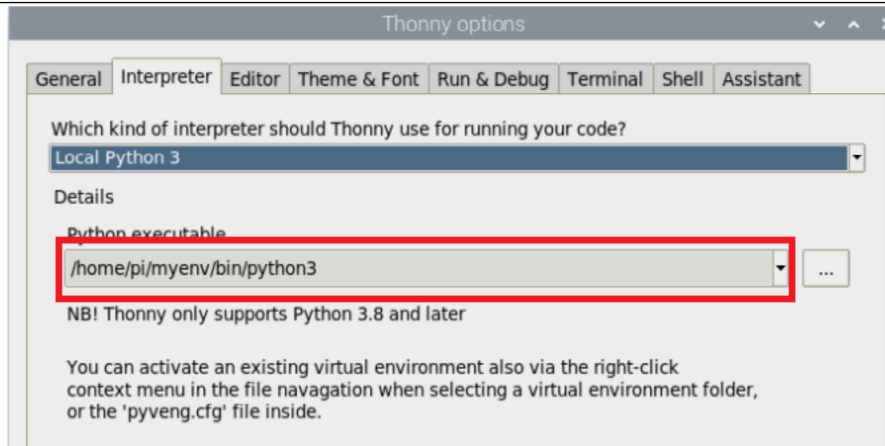 Thonny options
General Interpreter Editor Theme & Font Run & Debug Terminal Shell Assistant
Which kind of interpreter should Thonny use for running your code?
Local Python 3
Details
Python executable
/home/pi/myenv/bin/python3
...
NB! Thonny only supports Python 3.8 and later
You can activate an existing virtual environment also via the right-click
context menu in the file navagation when selecting a virtual environment folder,
or the 'pyveng.cfg' file inside.